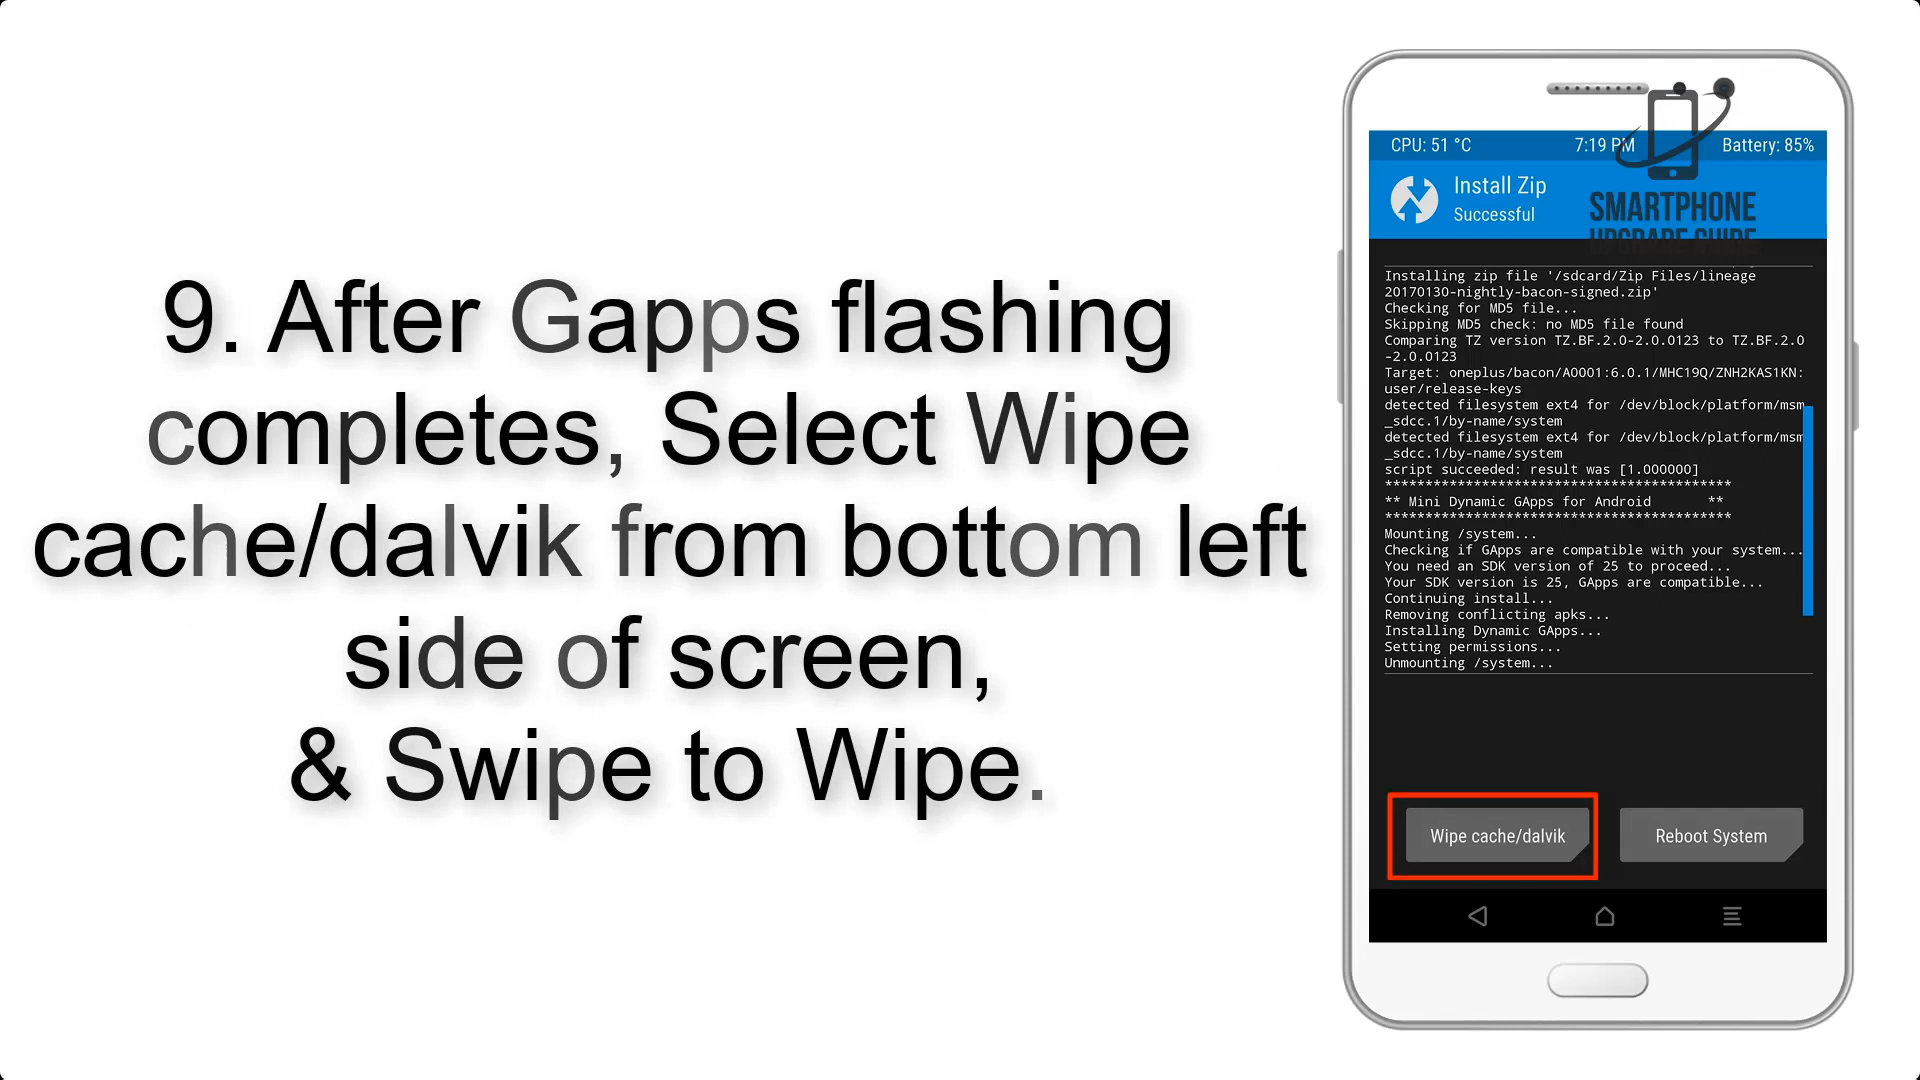 9. After Gapps flashing
completes, Select Wipe
cache/dalvik from bottom left
side of screen,
& Swipe to Wipe.
CPU: 51 °C 7:19 PM Battery: 85%
Install Zip
Successful
SMARTPHONE
UPGRADE GUIDE
Installing zip file '/sdcard/Zip Files/lineage
20170130-nightly-bacon-signed.zip'
Checking for MD5 file...
Skipping MD5 check: no MD5 file found
Comparing TZ version TZ.BF.2.0-2.0.0123 to TZ.BF.2.0
-2.0.0123
Target: oneplus/bacon/A0001:6.0.1/MHC19Q/ZNH2KAS1KN:
user/release-keys
detected filesystem ext4 for /dev/block/platform/msm
_sdcc.1/by-name/system
detected filesystem ext4 for /dev/block/platform/msm
_sdcc.1/by-name/system
script succeeded: result was [1.000000]
******************************************
** Mini Dynamic GApps for Android **
******************************************
Mounting /system...
Checking if GApps are compatible with your system...
You need an SDK version of 25 to proceed...
Your SDK version is 25, GApps are compatible...
Continuing install...
Removing conflicting apks...
Installing Dynamic GApps...
Setting permissions...
Unmounting /system...
Wipe cache/dalvik
Reboot System